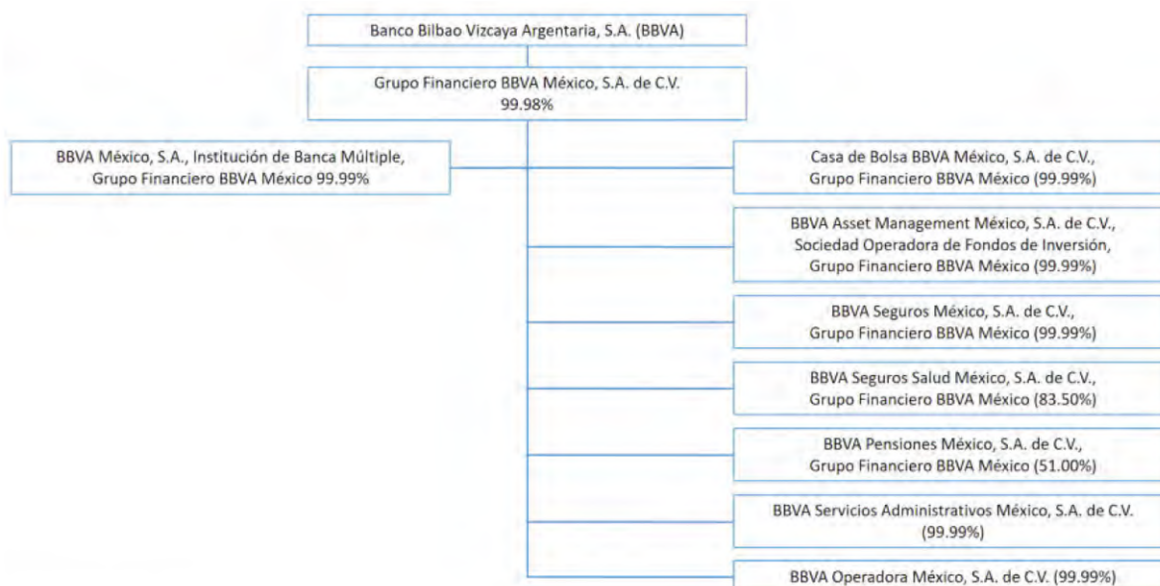 Banco Bilbao Vizcaya Argentaria, S.A. (BBVA)
Grupo Financiero BBVA México, S.A. de C.V.
99.98%
BBVA México, S.A., Institución de Banca Múltiple,
Grupo Financiero BBVA México 99.99%
Casa de Bolsa BBVA México, S.A. de C.V.,
Grupo Financiero BBVA México (99.99%)
BBVA Asset Management México, S.A. de C.V.,
Sociedad Operadora de Fondos de Inversión,
Grupo Financiero BBVA México (99.99%)
BBVA Seguros México, S.A. de C.V.,
Grupo Financiero BBVA México (99.99%)
BBVA Seguros Salud México, S.A. de C.V.,
Grupo Financiero BBVA México (83.50%)
BBVA Pensiones México, S.A. de C.V.,
Grupo Financiero BBVA México (51.00%)
BBVA Servicios Administrativos México, S.A. de C.V.
(99.99%)
BBVA Operadora México, S.A. de C.V. (99.99%)